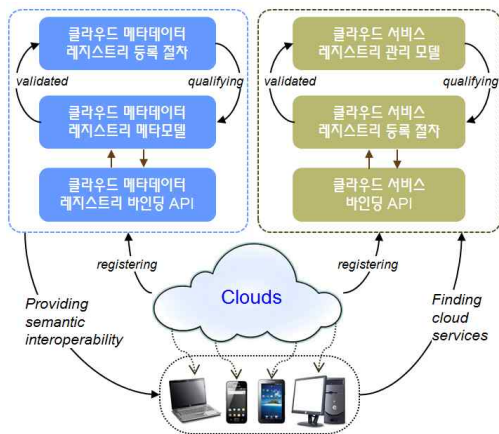 클라우드 메타데이터
레지스트리 등록 절차
validated
qualifying
클라우드 메타데이터
레지스트리 메타모델
클라우드 메타데이터
레지스트리 바인딩 API
클라우드 서비스
레지스트리 관리 모델
validated
qualifying
클라우드 서비스
레지스트리 등록 절차
클라우드 서비스
바인딩 API
registering
registering
Clouds
Providing
semantic
interoperability
Finding
cloud
services